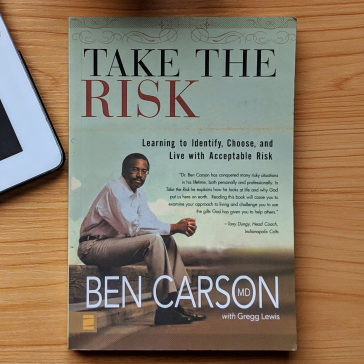 TAKE THE
RISK
Learning to Identify, Choose, and
Live with Acceptable Risk
"Dr. Ben Carson has conquered many risky situations
in his lifetime, both personally and professionally. In
Take the Risk he explains how he looks at life and why God
put us here on earth. Reading this book will cause you to
examine your approach to living and challenge you to use
the gifts God has given you to help others."
—Tony Dungy, Head Coach,
Indianapolis Colts
BEN CARSON MD
with Gregg Lewis